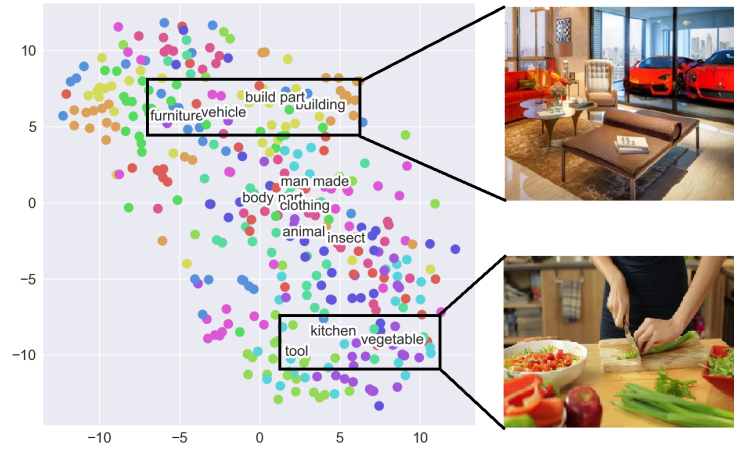 10
5
0
−5
−10
−10
−5
0
5
10
build part
building
furniture
vehicle
man made
body part
clothing
animal
insect
kitchen
vegetable
tool